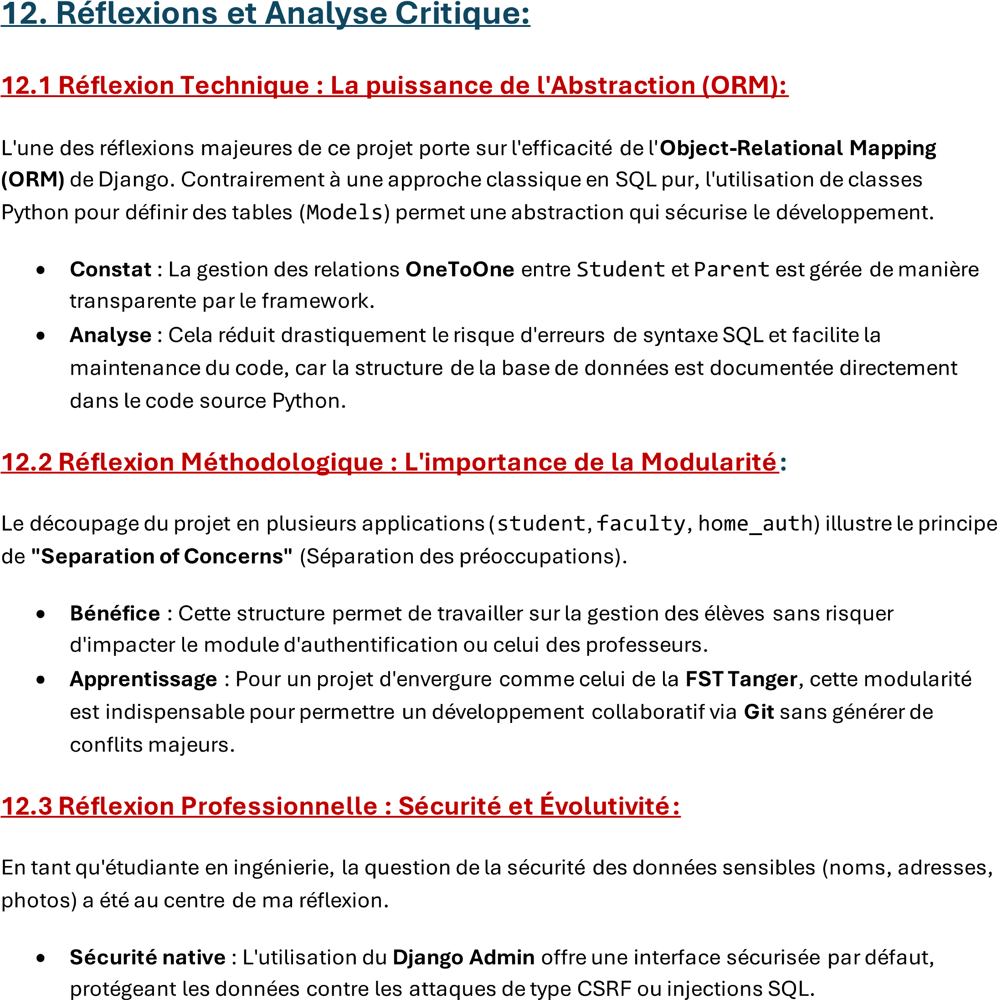 12. Réflexions et Analyse Critique:
12.1 Réflexion Technique : La puissance de l'Abstraction (ORM):
L'une des réflexions majeures de ce projet porte sur l'efficacité de l'Object-Relational Mapping
(ORM) de Django. Contrairement à une approche classique en SQL pur, l'utilisation de classes
Python pour définir des tables (Models) permet une abstraction qui sécurise le développement.
• Constat : La gestion des relations OneToOne entre Student et Parent est gérée de manière
transparente par le framework.
• Analyse : Cela réduit drastiquement le risque d'erreurs de syntaxe SQL et facilite la
maintenance du code, car la structure de la base de données est documentée directement
dans le code source Python.
12.2 Réflexion Méthodologique : L'importance de la Modularité:
Le découpage du projet en plusieurs applications (student, faculty, home_auth) illustre le principe
de "Separation of Concerns" (Séparation des préoccupations).
• Bénéfice : Cette structure permet de travailler sur la gestion des élèves sans risquer
d'impacter le module d'authentification ou celui des professeurs.
• Apprentissage : Pour un projet d'envergure comme celui de la FST Tanger, cette modularité
est indispensable pour permettre un développement collaboratif via Git sans générer de
conflits majeurs.
12.3 Réflexion Professionnelle : Sécurité et Évolutivité:
En tant qu'étudiante en ingénierie, la question de la sécurité des données sensibles (noms, adresses,
photos) a été au centre de ma réflexion.
• Sécurité native : L'utilisation du Django Admin offre une interface sécurisée par défaut,
protégeant les données contre les attaques de type CSRF ou injections SQL.